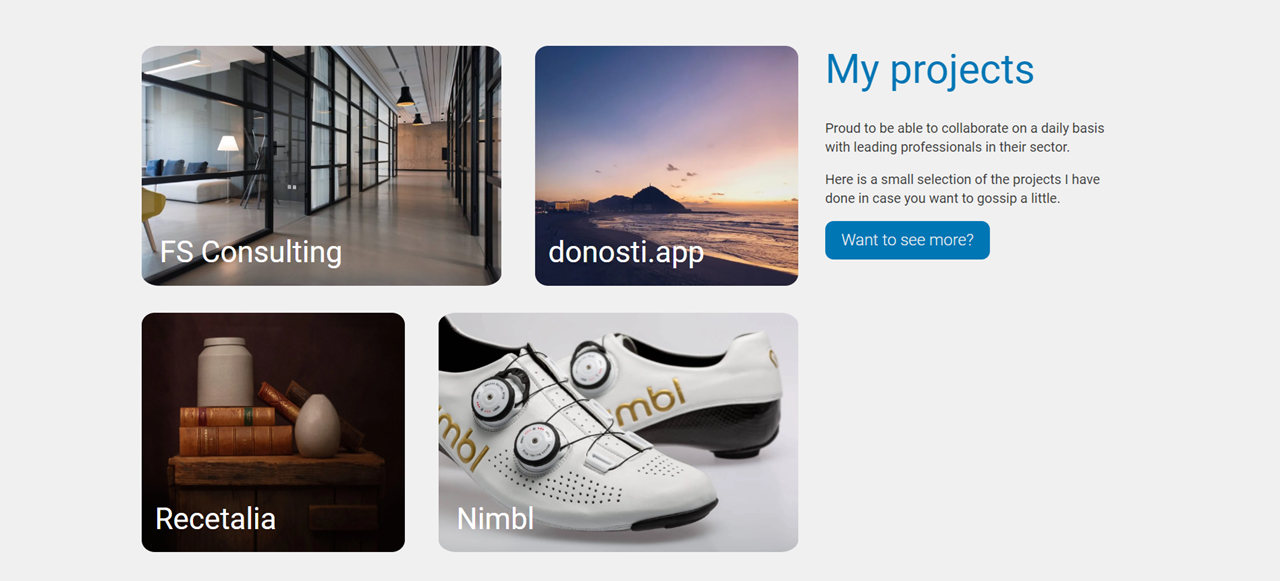 FS Consulting
donosti.app
My projects
Proud to be able to collaborate on a daily basis
with leading professionals in their sector.
Here is a small selection of the projects I have
done in case you want to gossip a little.
Want to see more?
Recetalia
mbl
mbl
Nimbl